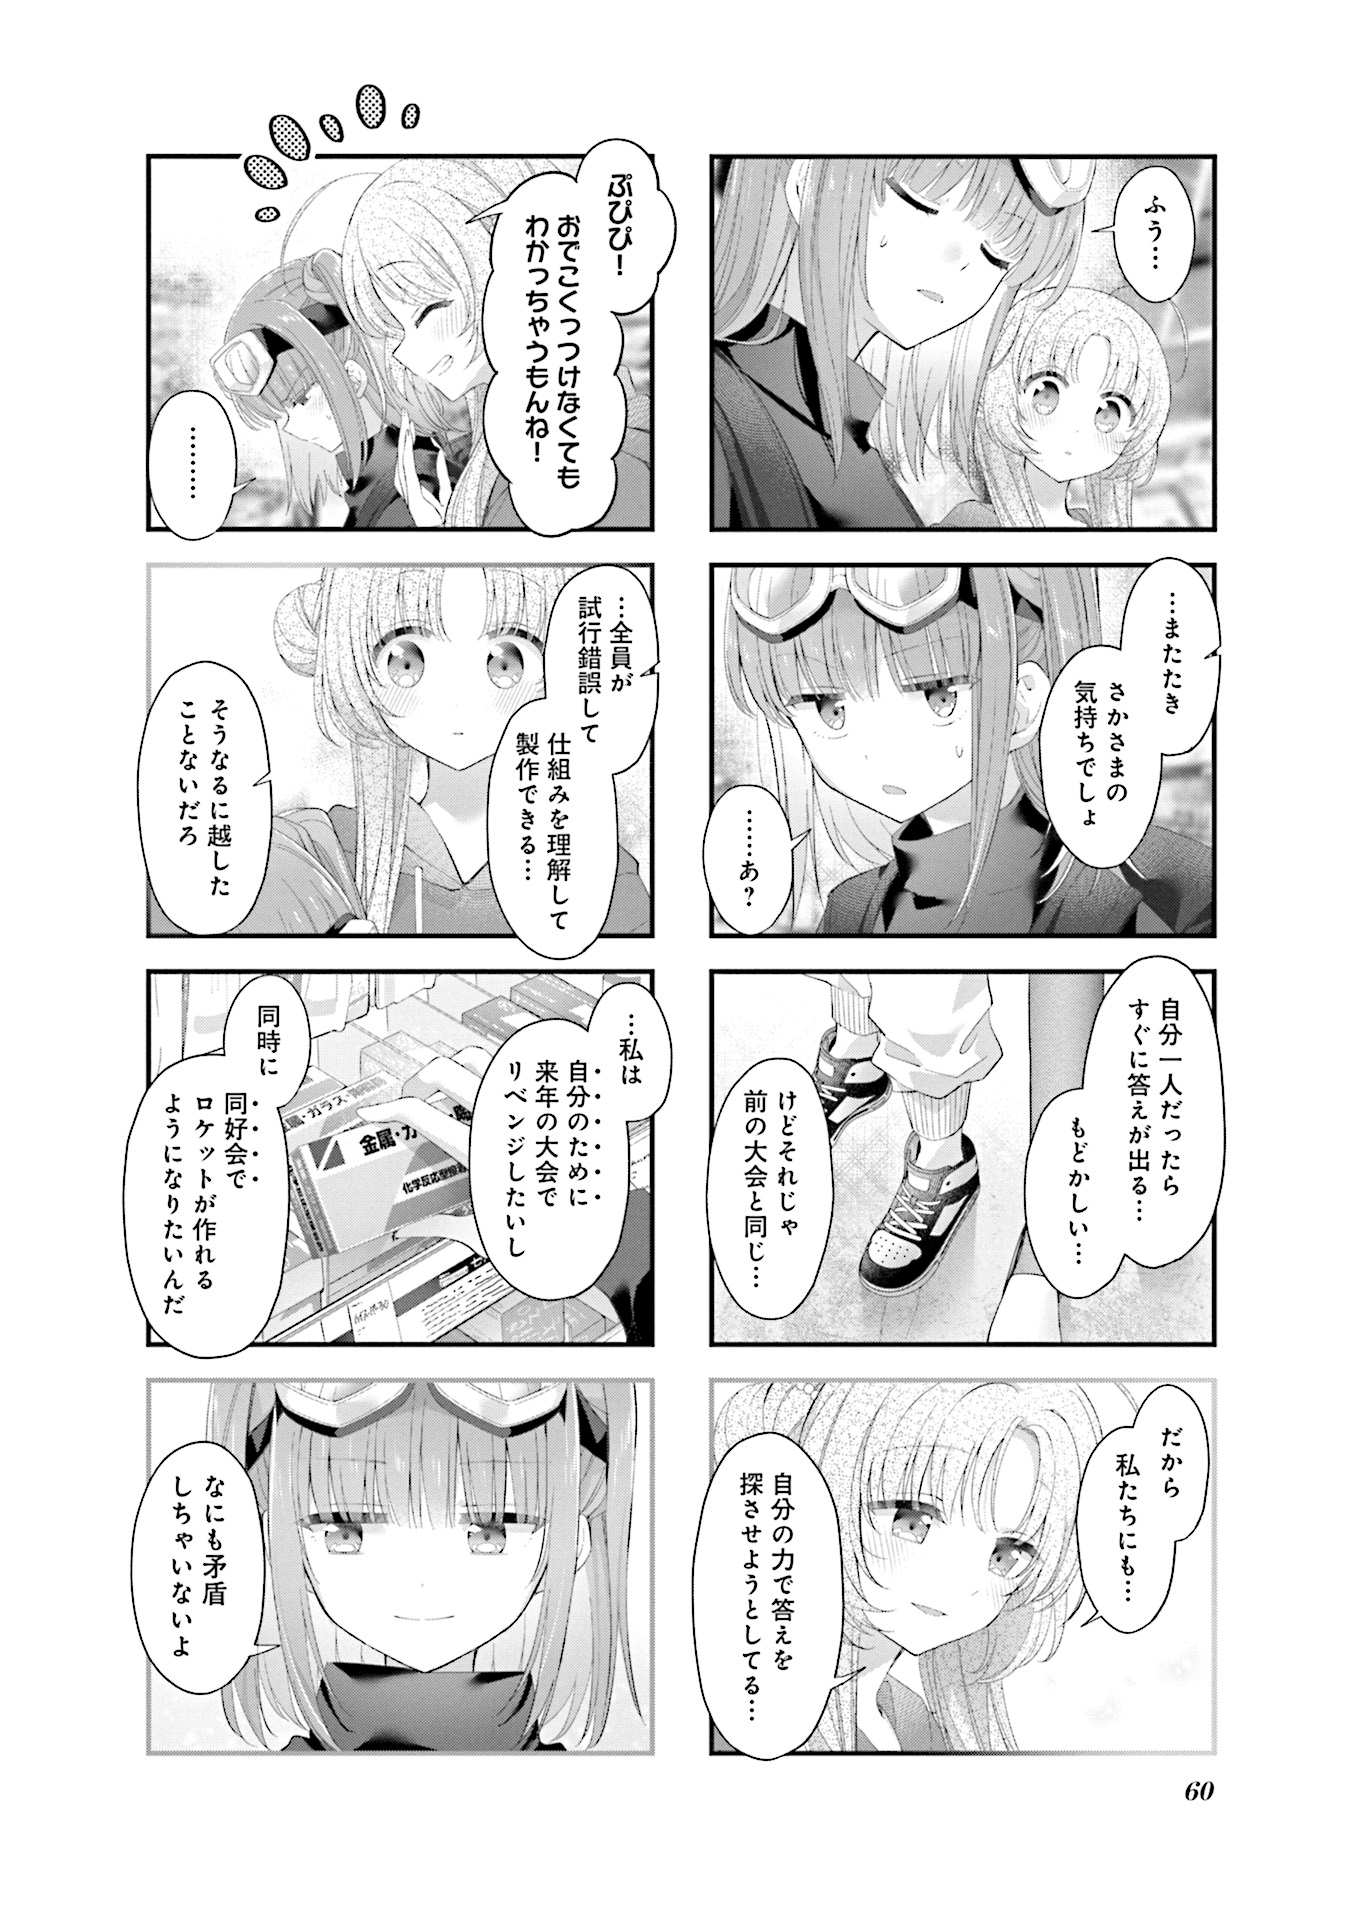 ふう…
…またたき
さかさまの
気持ちでしょ
……あ？
自分一人だったら
すぐに答えが出る…
もどかしい…
けどそれじゃ
前の大会と同じ…
だから
私たちにも…
自分の力で答えを
探させようとしてる…
ぷぴぴ！
おでこくっつけなくても
わかっちゃうもんね！
………
…全員が
試行錯誤して
仕組みを理解して
製作できる…
そうなるに越した
ことないだろ
…私は
自分のために
来年の大会で
リベンジしたいし
同時に
同好会で
ロケットが作れる
ようになりたいんだ
金属・ガ
化学反応型接着
・ガラス
なにも矛盾
しちゃいないよ
60